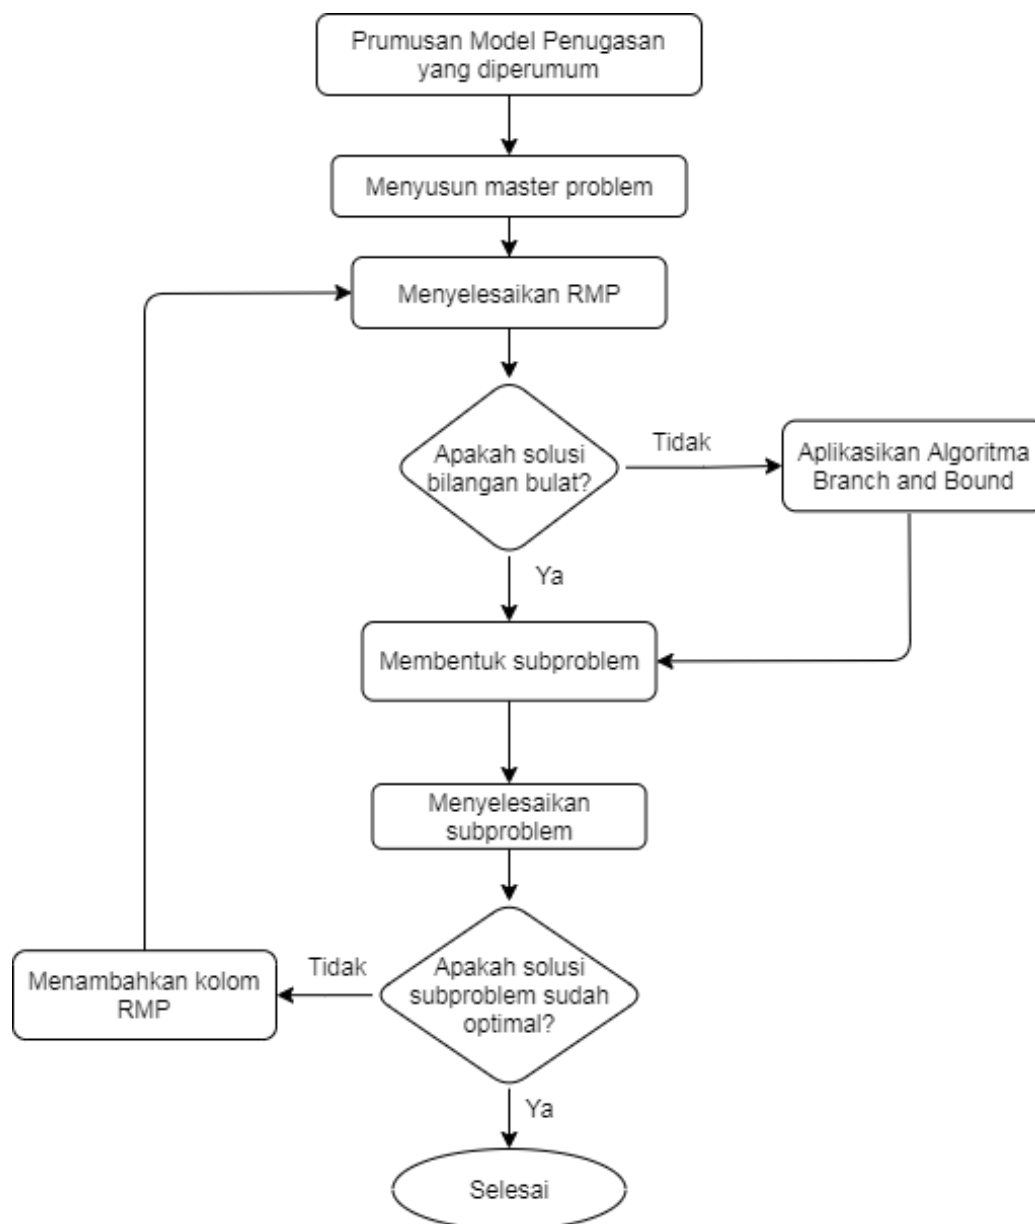 Prumusan Model Penugasan
yang diperumum
Menyusun master problem
Menyelesaikan RMP
Apakah solusi
bilangan bulat?
Tidak
Aplikasikan Algoritma
Branch and Bound
Ya
Membentuk subproblem
Menyelesaikan
subproblem
Apakah solusi
subproblem sudah
optimal?
Tidak
Menambahkan kolom
RMP
Ya
Selesai